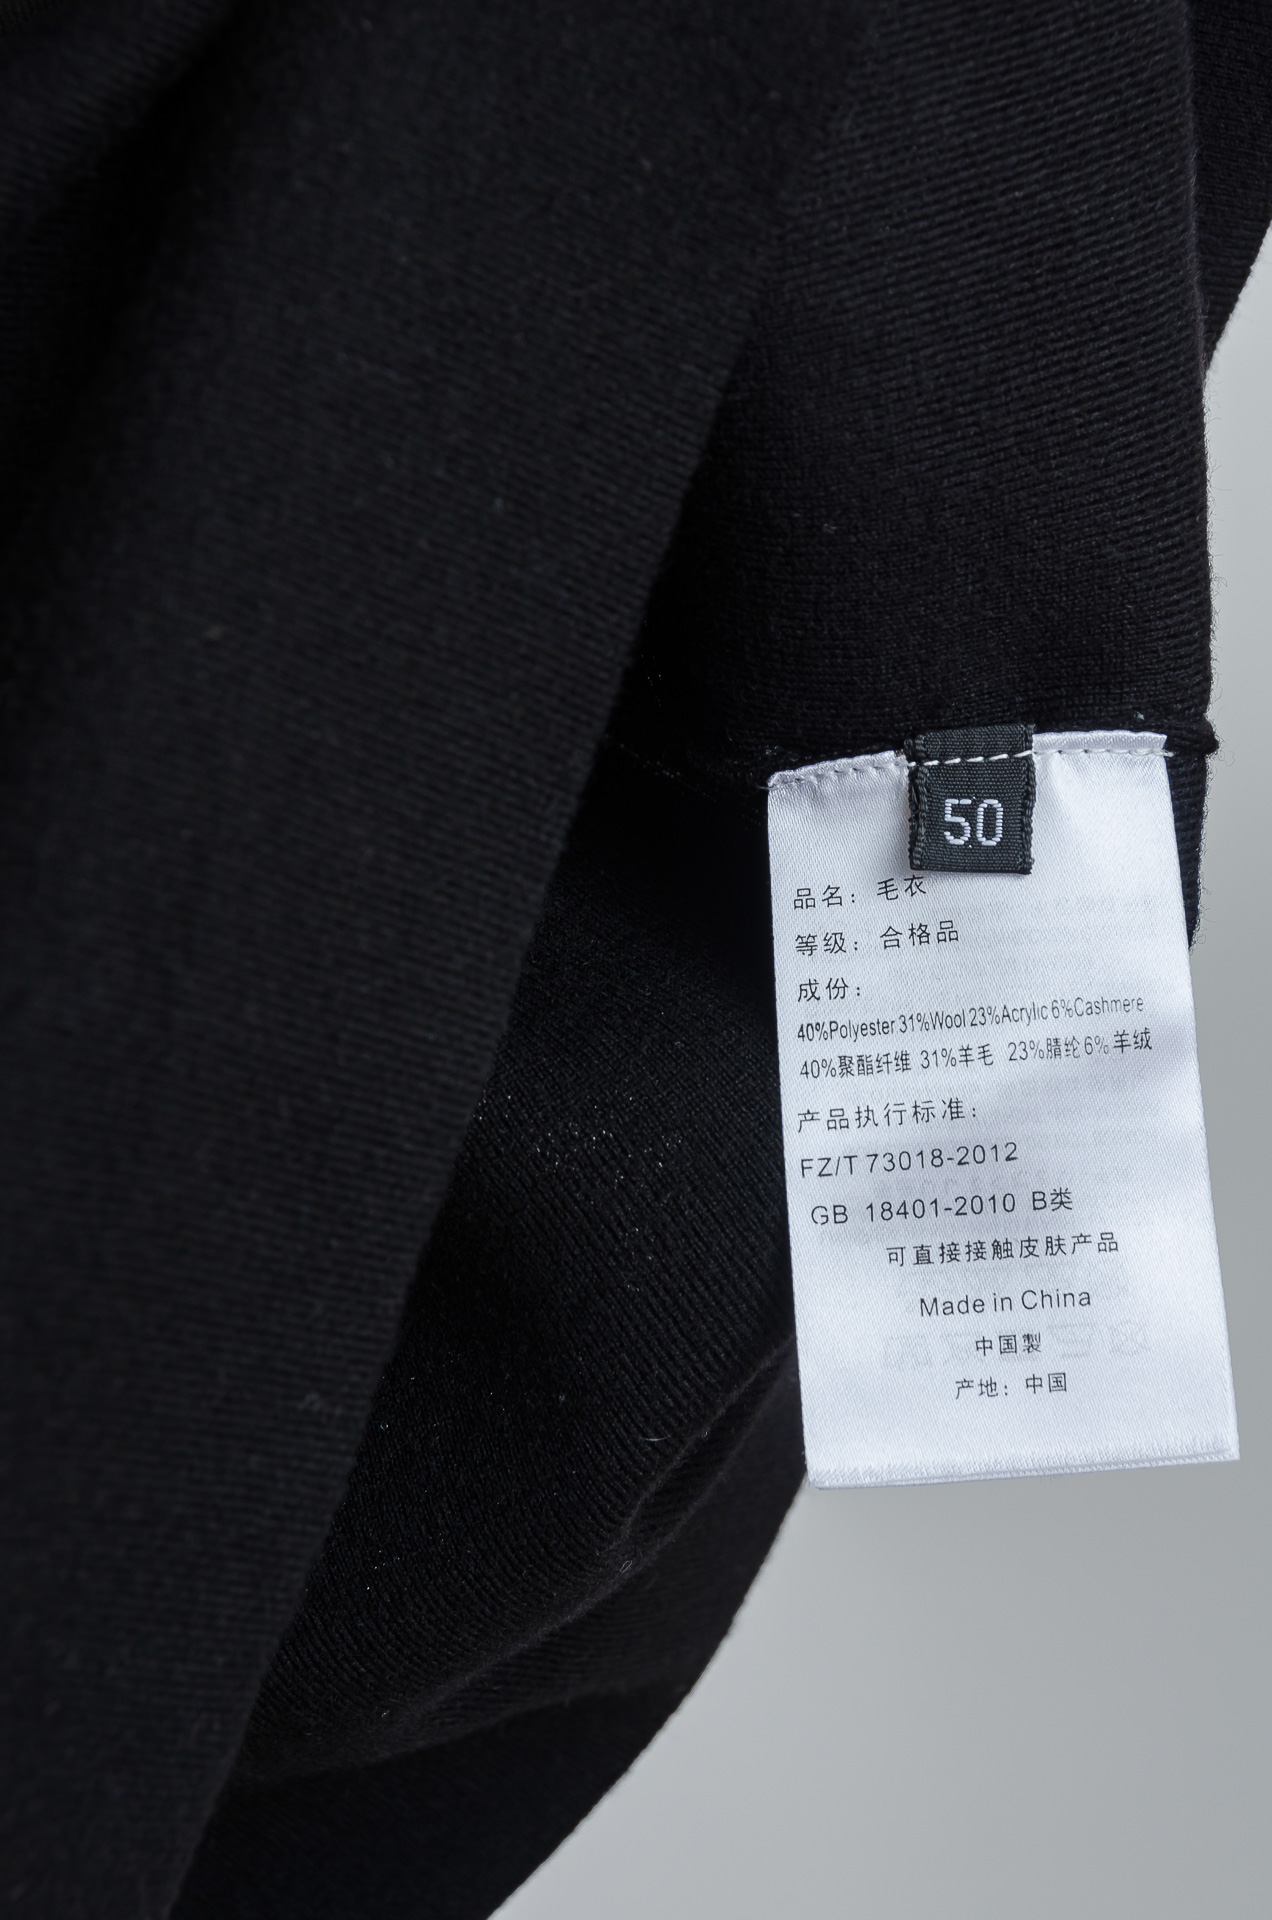 50
品名：毛衣
等级：合格品
成份：
40%Polyester 31%Wool 23%Acrylic 6%Cashmere
40%聚酯纤维 31%羊毛 23%腈纶 6%羊绒
产品执行标准：
FZ/T 73018-2012
GB 18401-2010 B类
可直接接触皮肤产品
Made in China
中国製
产地：中国